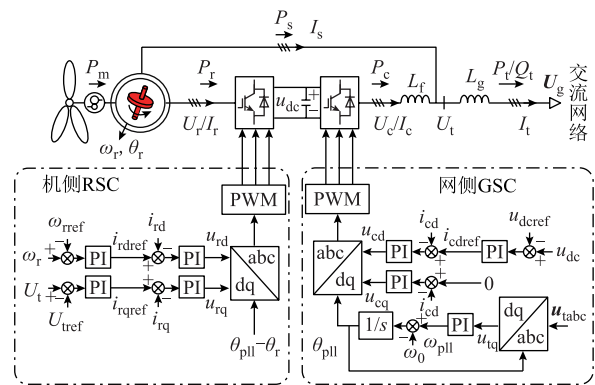 P_s I_s
P_m P_r P_c L_f L_g P_t/Q_t U_g 交流网络
u_dc
ω_r, θ_r U_r/I_r U_c/I_c U_t I_t
机侧RSC 网侧GSC
PWM PWM
ω_rref i_rd i_cd u_dcref
ω_r + − PI i_rdref + − PI u_rd abc dq
abc dq u_cd PI − + + i_cdref PI − + u_dc
U_t + − PI i_rqref + − PI u_rq
u_cq PI + − 0
U_tref i_rq i_cd
θ_pll−θ_r θ_pll 1/s − ω_0 ω_pll PI u_tq dq abc u_tabc